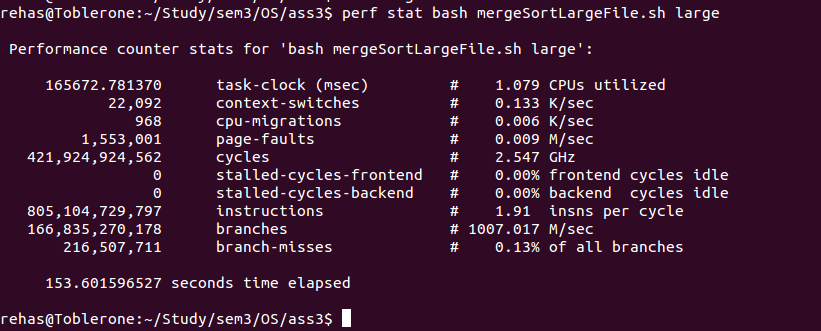 rehas@Toblerone:~/Study/sem3/OS/ass3$ perf stat bash mergeSortLargeFile.sh large
Performance counter stats for 'bash mergeSortLargeFile.sh large':
165672.781370 task-clock (msec) # 1.079 CPUs utilized
22,092 context-switches # 0.133 K/sec
968 cpu-migrations # 0.006 K/sec
1,553,001 page-faults # 0.009 M/sec
421,924,924,562 cycles # 2.547 GHz
0 stalled-cycles-frontend # 0.00% frontend cycles idle
0 stalled-cycles-backend # 0.00% backend cycles idle
805,104,729,797 instructions # 1.91 insns per cycle
166,835,270,178 branches # 1007.017 M/sec
216,507,711 branch-misses # 0.13% of all branches
153.601596527 seconds time elapsed
rehas@Toblerone:~/Study/sem3/OS/ass3$